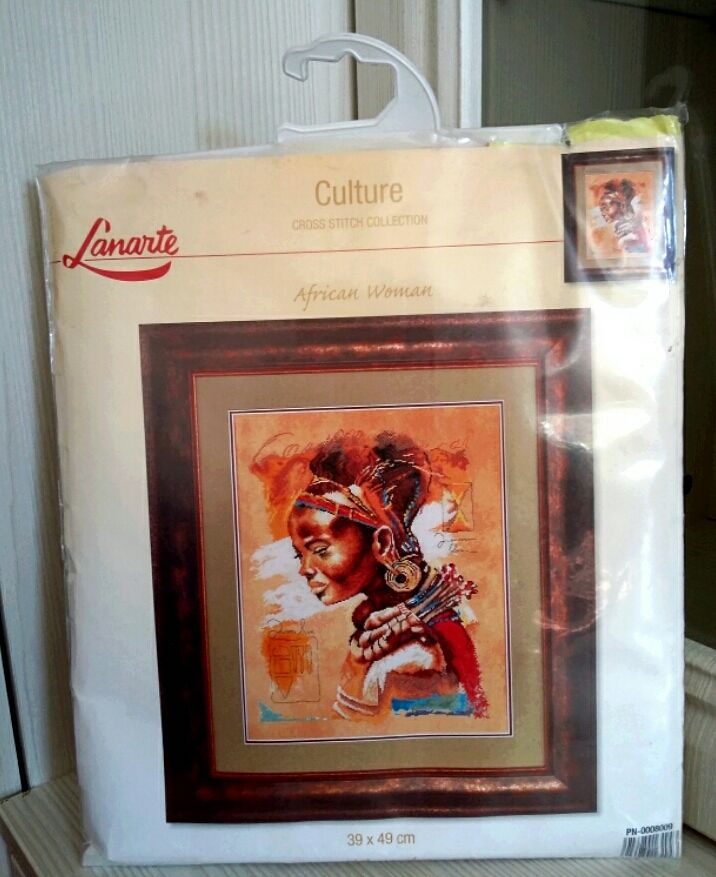 Culture
CROSS STITCH COLLECTION
Lanarte
African Woman
39 x 49 cm
PN-0008009